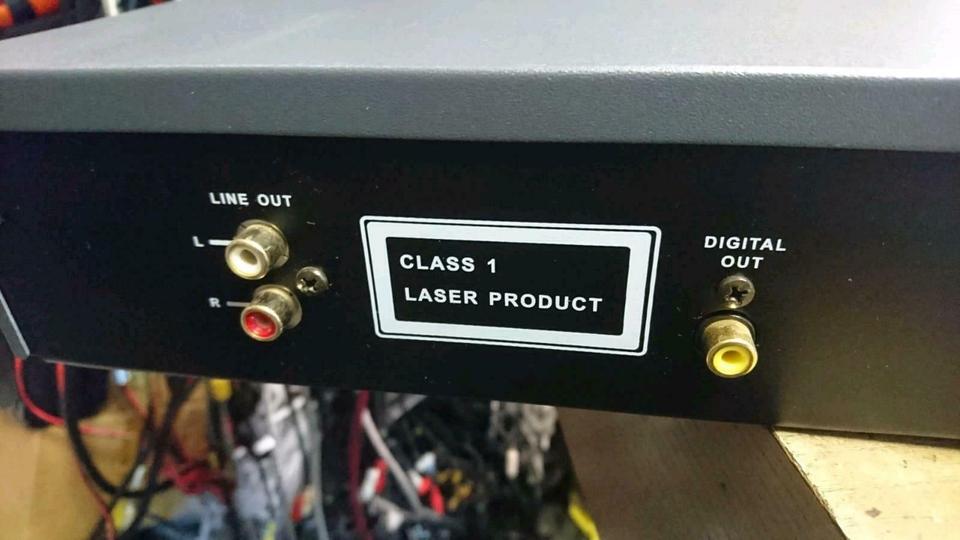 LINE OUT
L
R
CLASS 1
LASER PRODUCT
DIGITAL
OUT